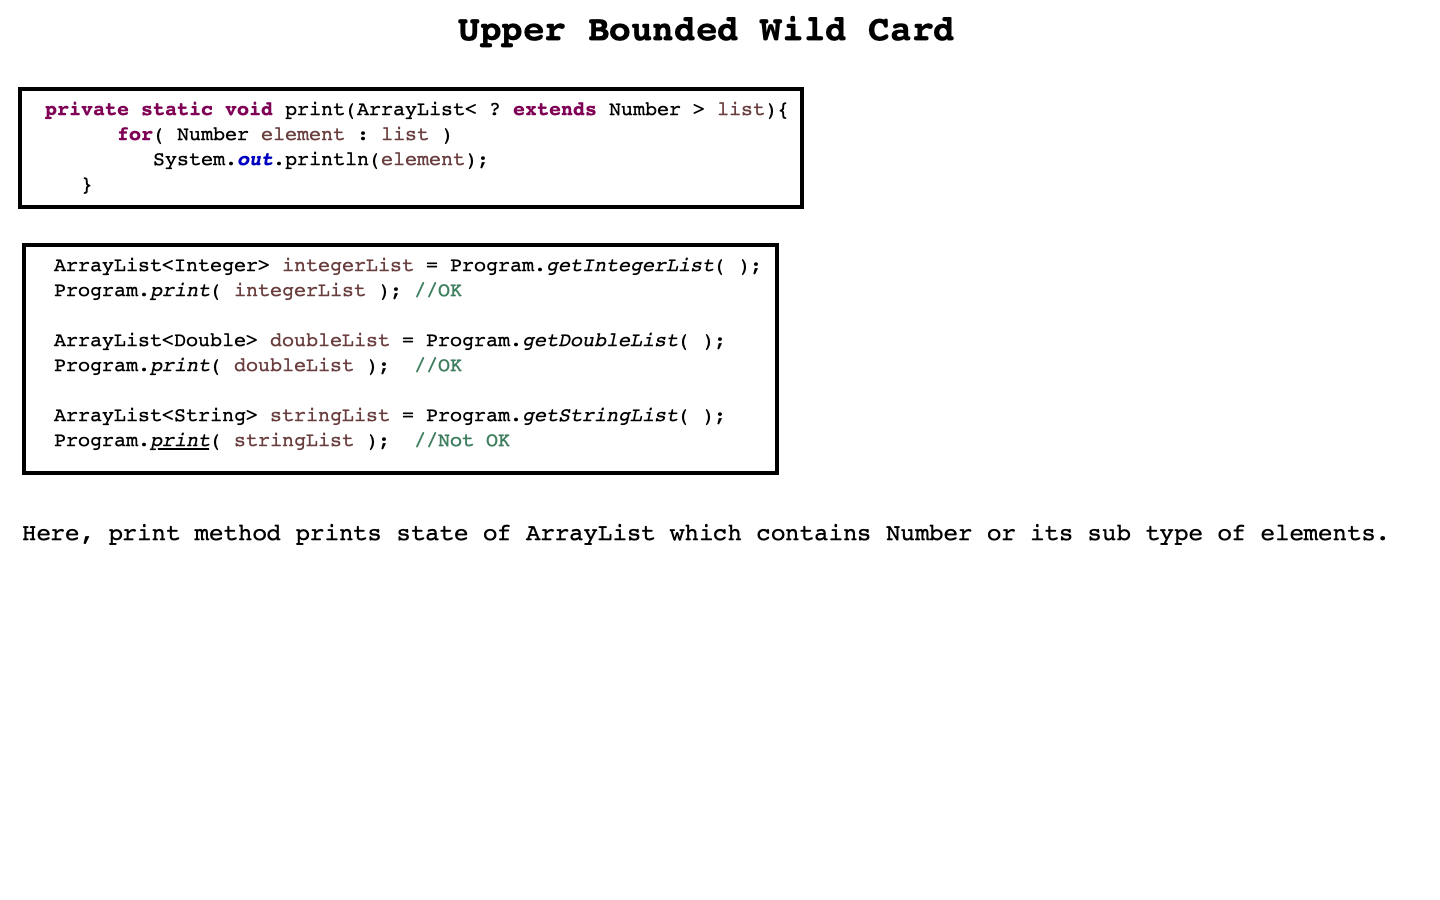 Upper Bounded Wild Card
private static void print(ArrayList< ? extends Number > list){
for( Number element : list )
System.out.println(element);
}
ArrayList<Integer> integerList = Program.getIntegerList( );
Program.print( integerList ); //OK
ArrayList<Double> doubleList = Program.getDoubleList( );
Program.print( doubleList );  //OK
ArrayList<String> stringList = Program.getStringList( );
Program.print( stringList );  //Not OK
Here, print method prints state of ArrayList which contains Number or its sub type of elements.